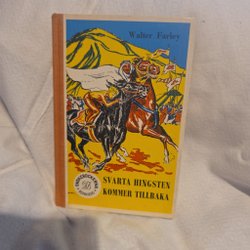 Walter Farley
SVARTA HINGSTEN
KOMMER TILLBAKA